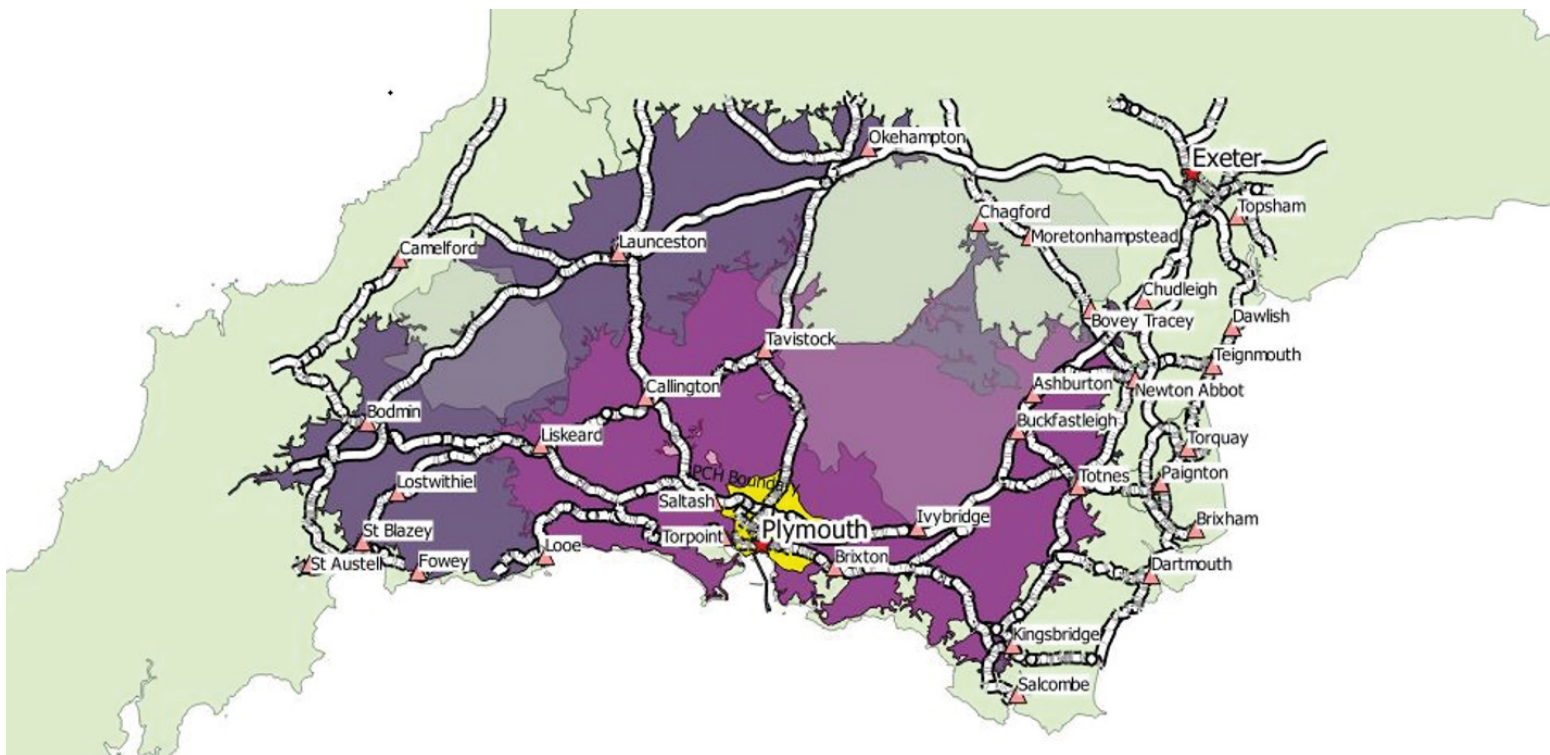 Okehampton
Exeter
Topsham
Chagford
Moretonhampstead
Camelford
Launceston
Chudleigh
Bovey Tracey
Dawlish
Tavistock
Teignmouth
Callington
Ashburton
Newton Abbot
Bodmin
Liskeard
Buckfastleigh
Torquay
PCH Boundary
Lostwithiel
Saltash
Totnes
Paignton
St Blazey
Torpoint
Plymouth
Ivybridge
Brixham
St Austell
Fowey
Looe
Brixton
Dartmouth
Kingsbridge
Salcombe